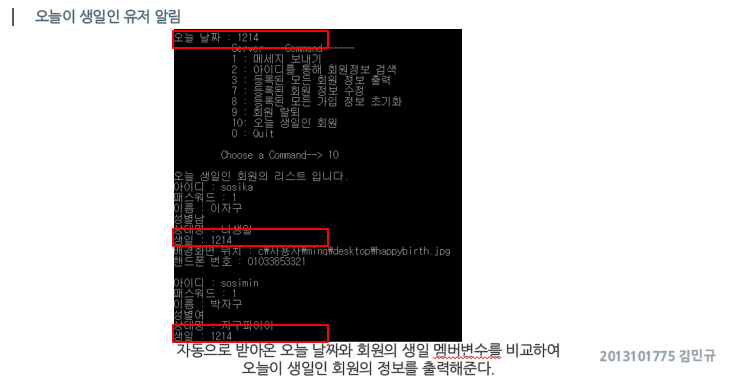 오늘이 생일인 유저 알림
오늘 날짜 : 1214
Server Command------
1 : 메세지 보내기
2 : 아이디를 통해 회원정보 검색
3 : 등록된 모든 회원 정보 출력
7 : 등록된 회원 정보 수정
8 : 등록된 모든 가입 정보 초기화
9 : 회원 탈퇴
10: 오늘 생일인 회원
0 : Quit
Choose a Command--> 10
오늘 생일인 회원의 리스트 입니다.
아이디 : sosika
패스워드 : 1
이름 : 이자구
성별남
상태명 : 나생일
생일 : 1214
배경화면 위치 : c₩사용자₩ming₩desktop₩happybirth.jpg
핸드폰 번호 : 01033853321
아이디 : sosimin
패스워드 : 1
이름 : 박자구
성별여
상태명 : 자구파이이
생일 : 1214
자동으로 받아온 오늘 날짜와 회원의 생일 멤버변수를 비교하여
오늘이 생일인 회원의 정보를 출력해준다.
2013101775 김민규